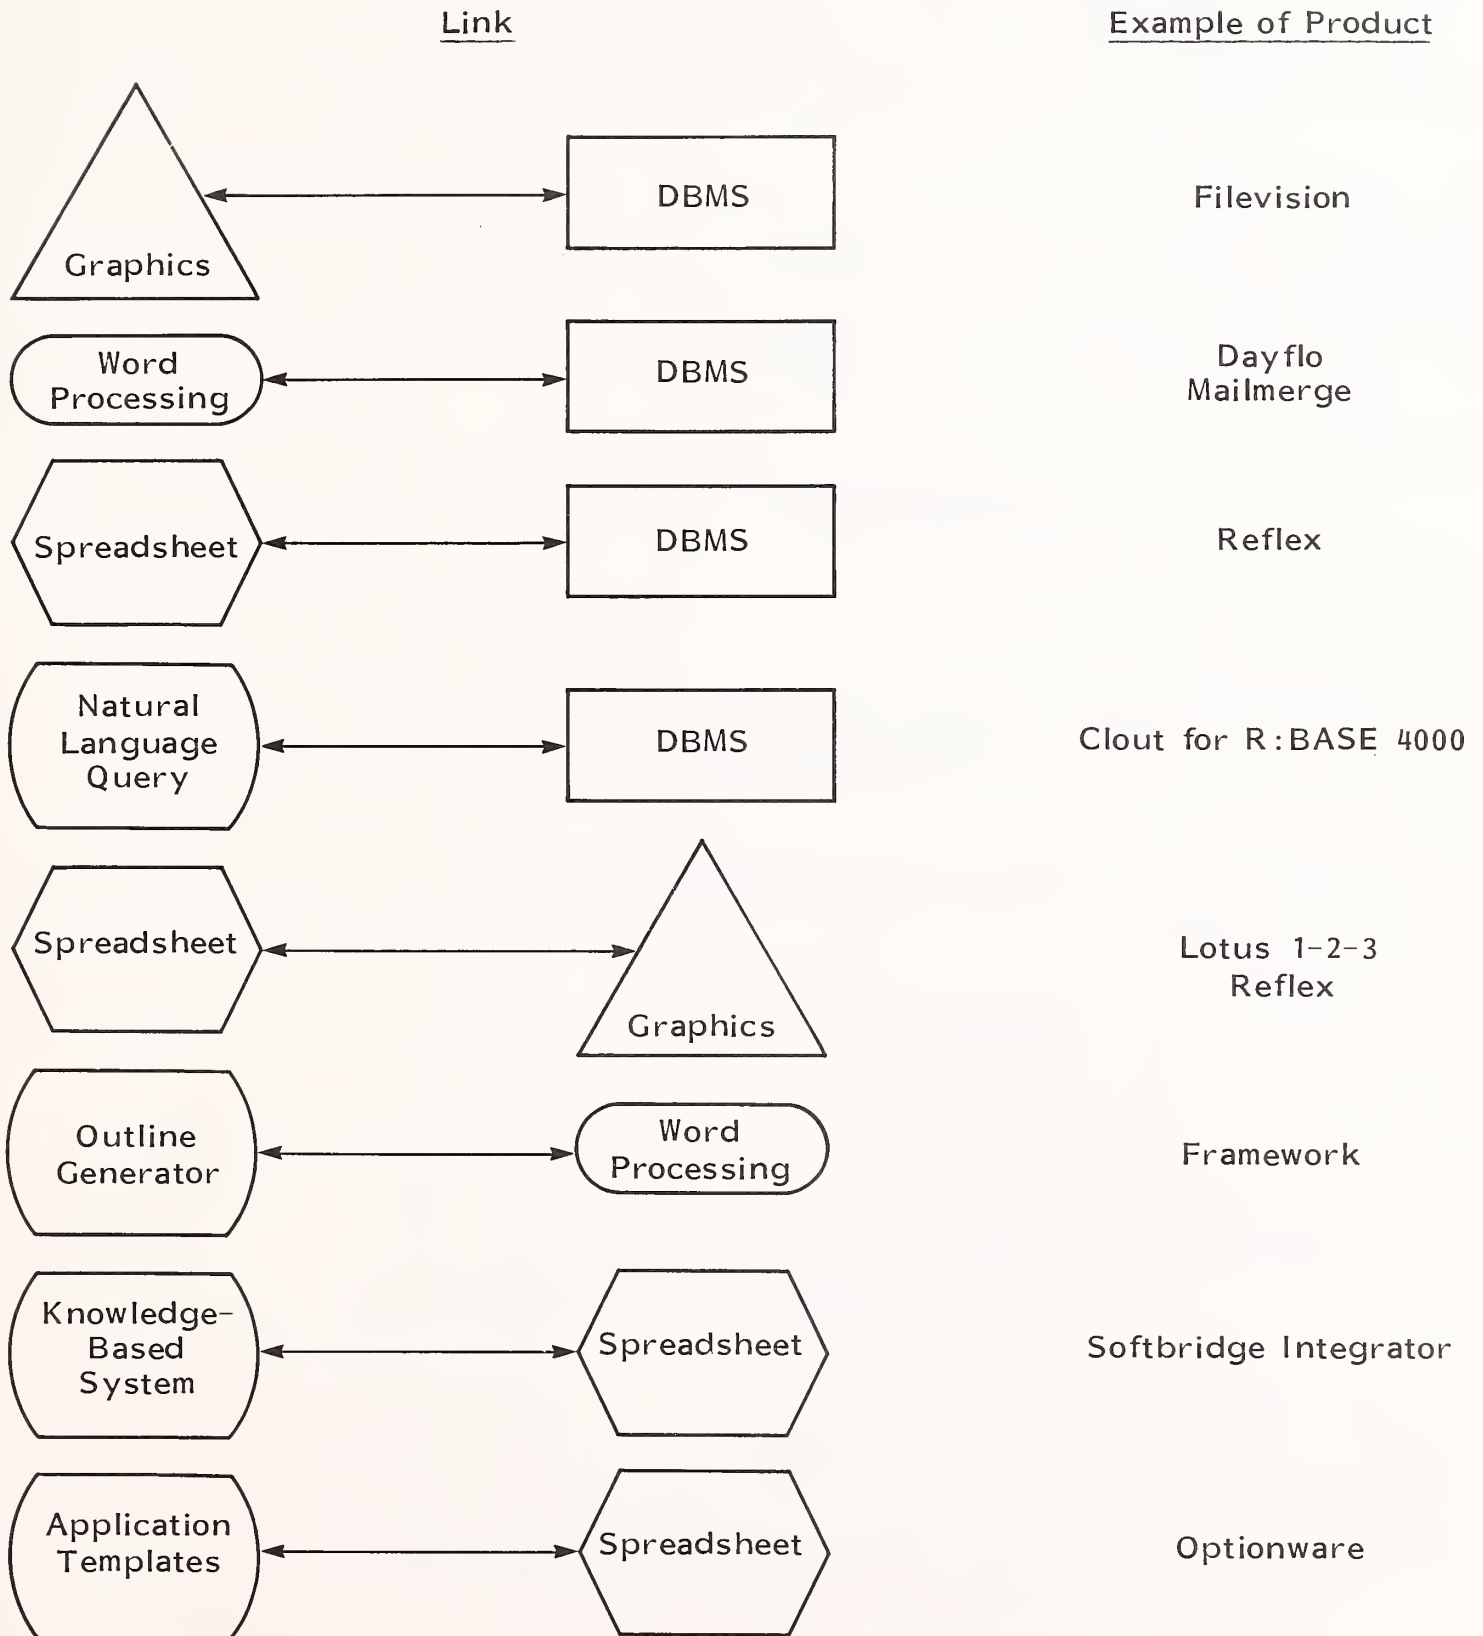 Link Example of Product
Graphics DBMS Filevision
Word
Processing
DBMS
Dayflo
Mailmerge
Spreadsheet DBMS Reflex
Natural
Language
Query
DBMS
Clout for R:BASE 4000
Spreadsheet
Graphics
Lotus 1-2-3
Reflex
Outline
Generator
Word
Processing
Framework
Knowledge-
Based
System
Spreadsheet
Softbridge Integrator
Application
Templates
Spreadsheet
Optionware